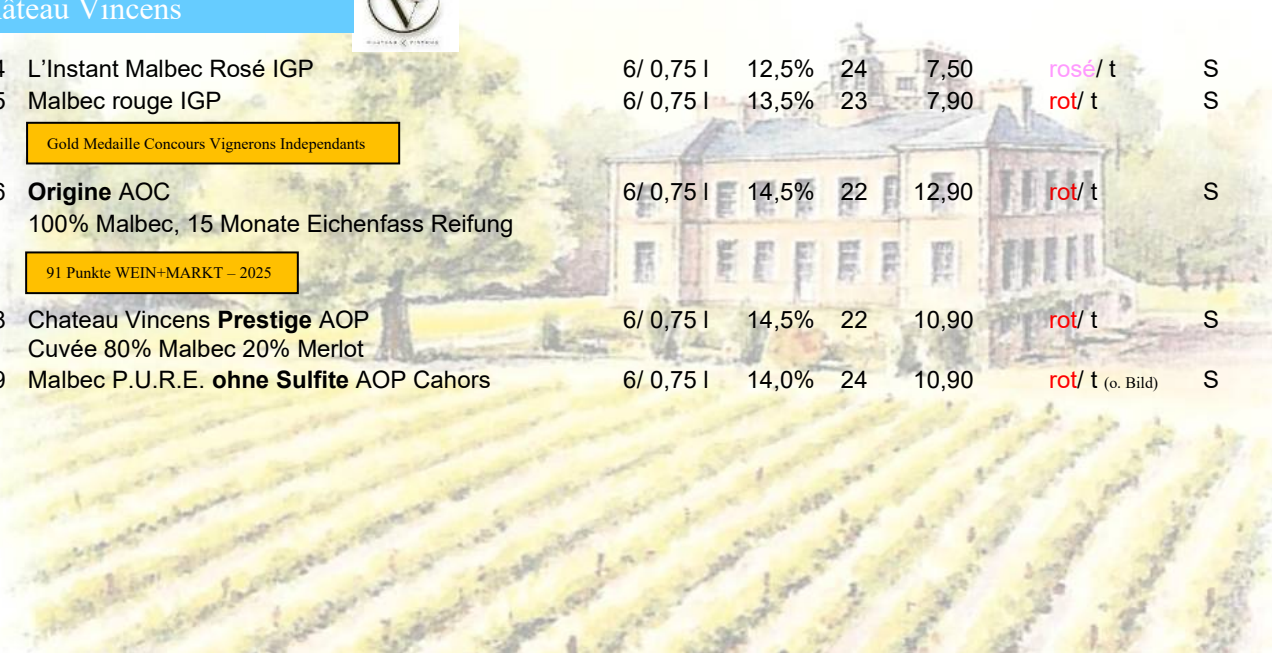 âteau Vincens
4 L’Instant Malbec Rosé IGP 6/ 0,75 l 12,5% 24 7,50 rosé/ t S
5 Malbec rouge IGP 6/ 0,75 l 13,5% 23 7,90 rot/ t S
Gold Medaille Concours Vignerons Independants
6 Origine AOC 6/ 0,75 l 14,5% 22 12,90 rot/ t S
100% Malbec, 15 Monate Eichenfass Reifung
91 Punkte WEIN+MARKT – 2025
3 Chateau Vincens Prestige AOP 6/ 0,75 l 14,5% 22 10,90 rot/ t S
Cuvée 80% Malbec 20% Merlot
9 Malbec P.U.R.E. ohne Sulfite AOP Cahors 6/ 0,75 l 14,0% 24 10,90 rot/ t (o. Bild) S